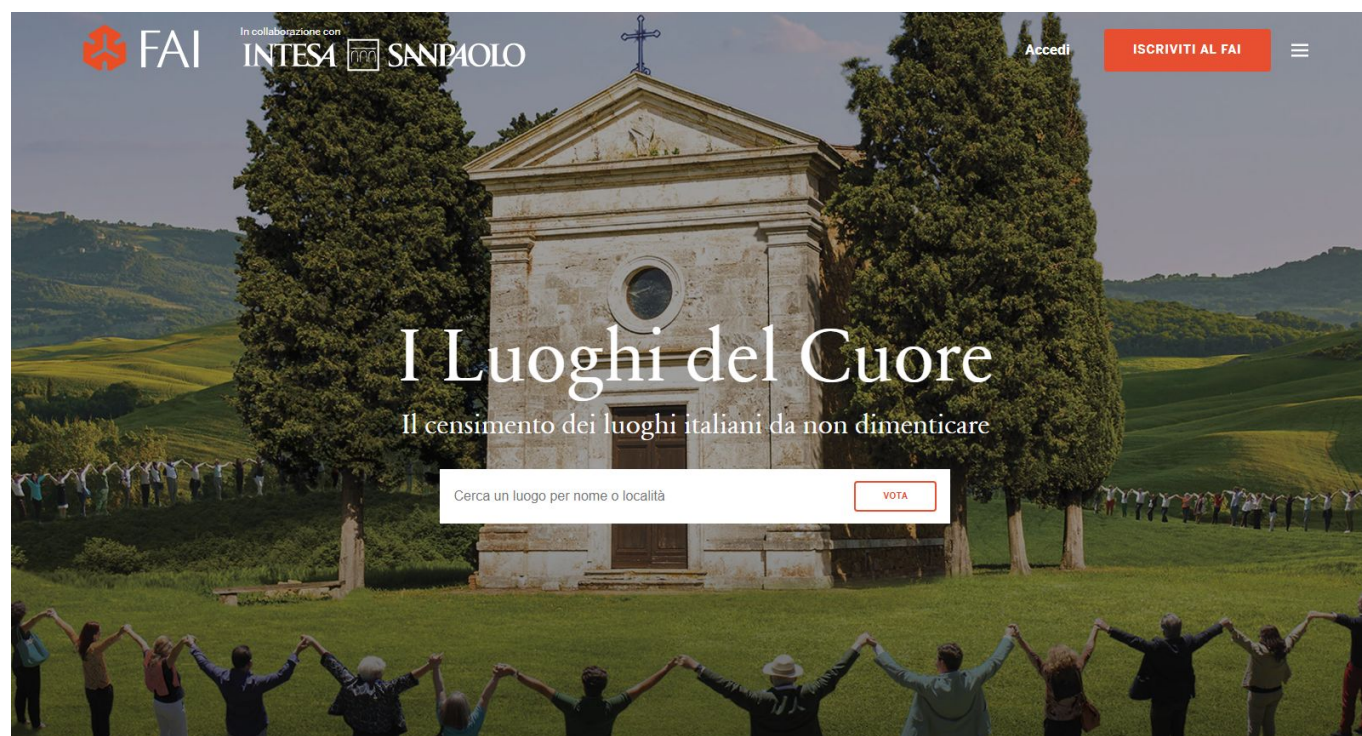 FAI
In collaborazione con
INTESA SANPAOLO
Accedi
ISCRIVITI AL FAI
I Luoghi del Cuore
Il censimento dei luoghi italiani da non dimenticare
Cerca un luogo per nome o località
VOTA